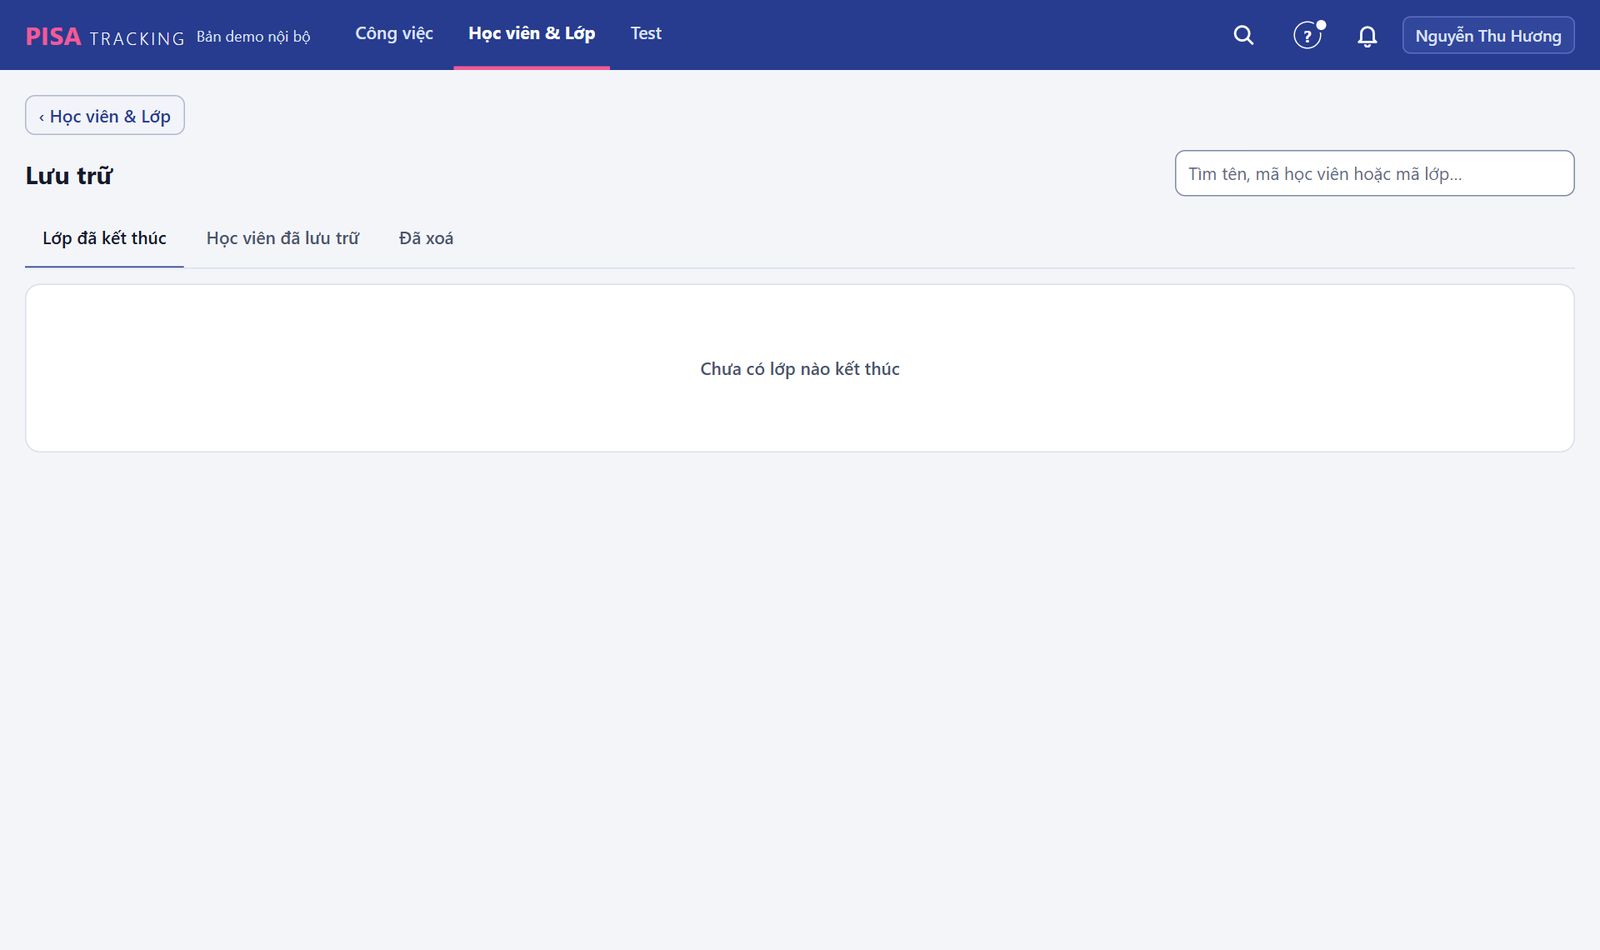 PISA TRACKING Bản demo nội bộ Công việc Học viên & Lớp Test ? Nguyễn Thu Hương
‹ Học viên & Lớp
Lưu trữ
Tìm tên, mã học viên hoặc mã lớp...
Lớp đã kết thúc Học viên đã lưu trữ Đã xoá
Chưa có lớp nào kết thúc